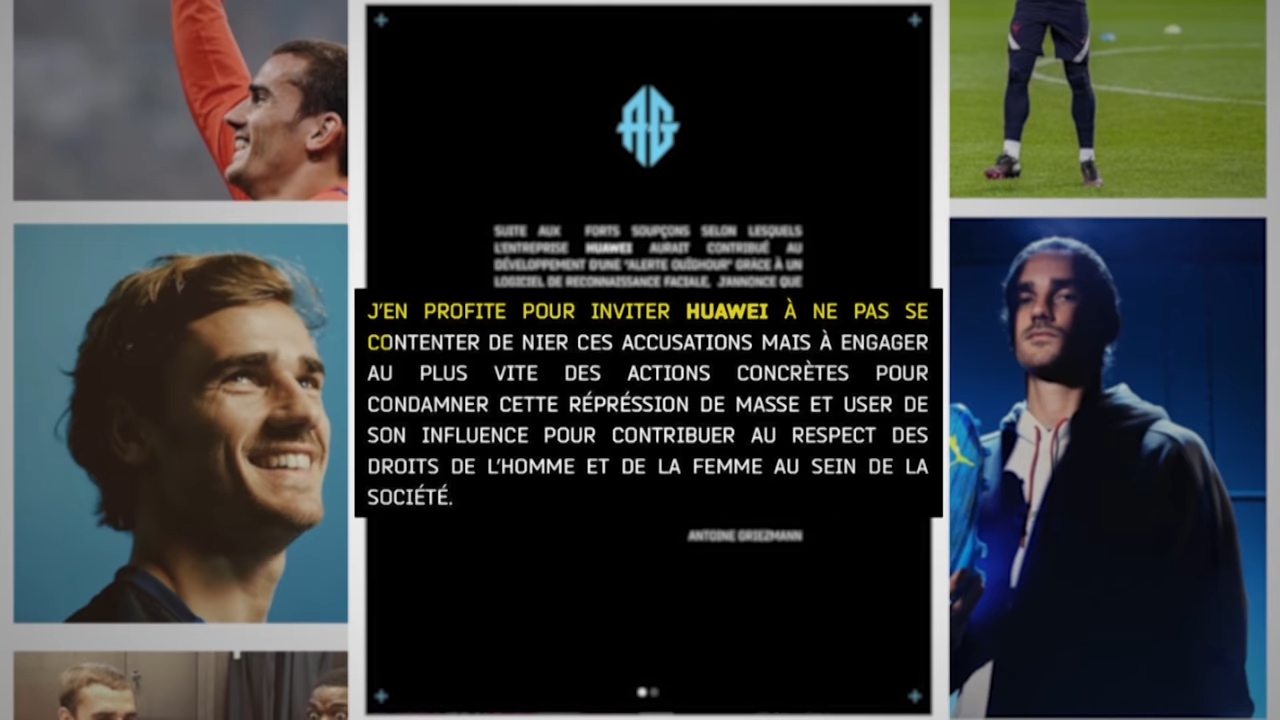 AG
SUITE AUX FORTS SOUPÇONS SELON LESQUELS
L'ENTREPRISE HUAWEI AURAIT CONTRIBUÉ AU
DÉVELOPPEMENT D'UNE "ALERTE OUÏGHOUR" GRÂCE À UN
LOGICIEL DE RECONNAISSANCE FACIALE, J'ANNONCE QUE
J'EN PROFITE POUR INVITER HUAWEI À NE PAS SE
CONTENTER DE NIER CES ACCUSATIONS MAIS À ENGAGER
AU PLUS VITE DES ACTIONS CONCRÈTES POUR
CONDAMNER CETTE RÉPRÉSSION DE MASSE ET USER DE
SON INFLUENCE POUR CONTRIBUER AU RESPECT DES
DROITS DE L'HOMME ET DE LA FEMME AU SEIN DE LA
SOCIÉTÉ.
ANTOINE GRIEZMANN